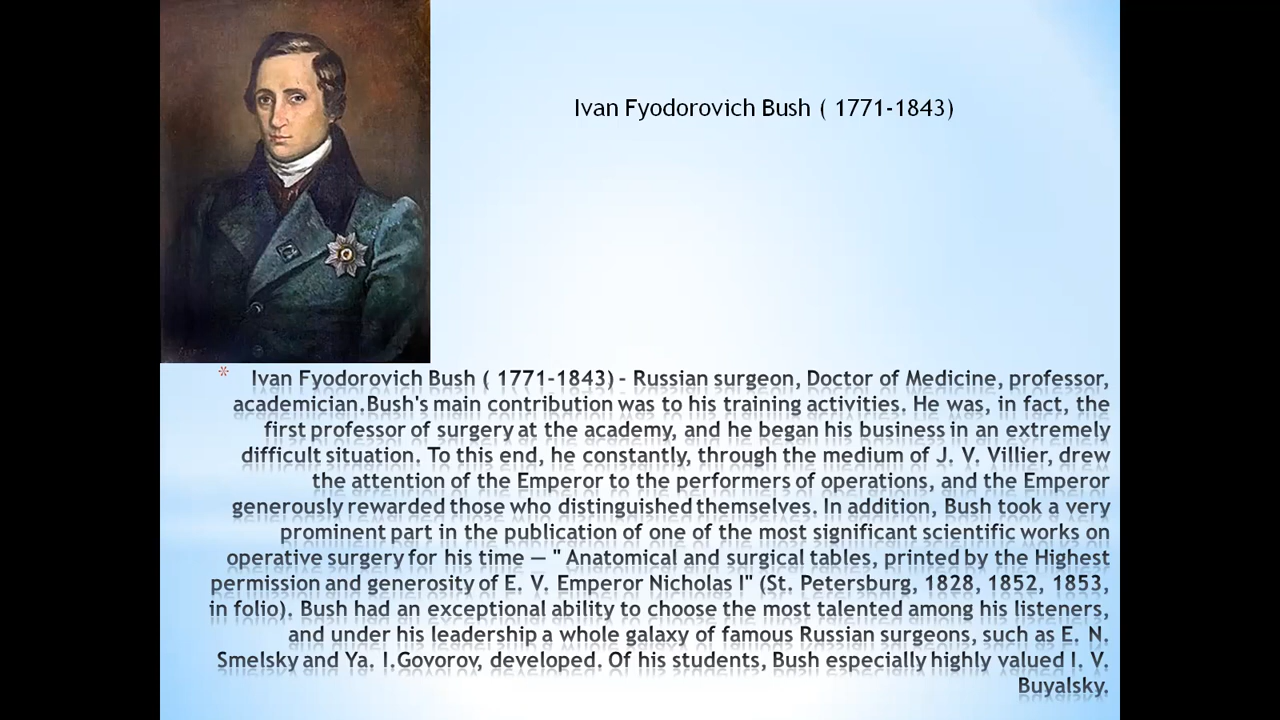 Ivan Fyodorovich Bush ( 1771-1843)
* Ivan Fyodorovich Bush ( 1771-1843) - Russian surgeon, Doctor of Medicine, professor,
academician.Bush's main contribution was to his training activities. He was, in fact, the
first professor of surgery at the academy, and he began his business in an extremely
difficult situation. To this end, he constantly, through the medium of J. V. Villier, drew
the attention of the Emperor to the performers of operations, and the Emperor
generously rewarded those who distinguished themselves. In addition, Bush took a very
prominent part in the publication of one of the most significant scientific works on
operative surgery for his time — " Anatomical and surgical tables, printed by the Highest
permission and generosity of E. V. Emperor Nicholas I" (St. Petersburg, 1828, 1852, 1853,
in folio). Bush had an exceptional ability to choose the most talented among his listeners,
and under his leadership a whole galaxy of famous Russian surgeons, such as E. N.
Smelsky and Ya. I.Govorov, developed. Of his students, Bush especially highly valued I. V.
Buyalsky.